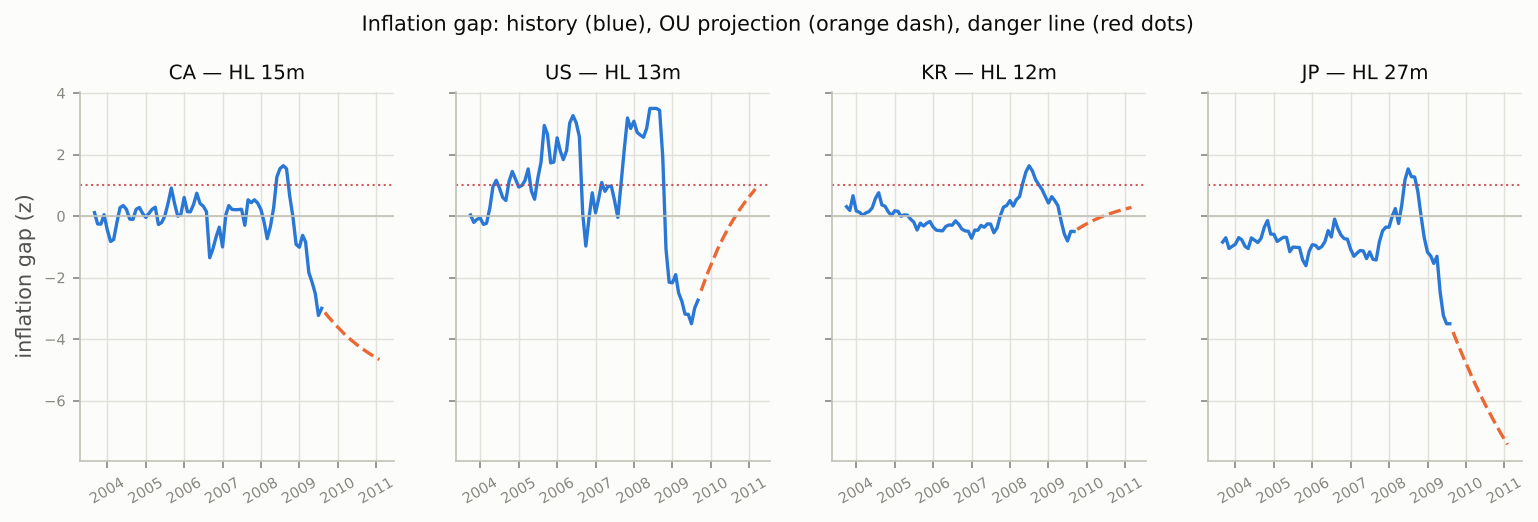 Inflation gap: history (blue), OU projection (orange dash), danger line (red dots)
CA — HL 15m
US — HL 13m
KR — HL 12m
JP — HL 27m
inflation gap (z)
4
2
0
−2
−4
−6
2004 2005 2006 2007 2008 2009 2010 2011
2004 2005 2006 2007 2008 2009 2010 2011
2004 2005 2006 2007 2008 2009 2010 2011
2004 2005 2006 2007 2008 2009 2010 2011